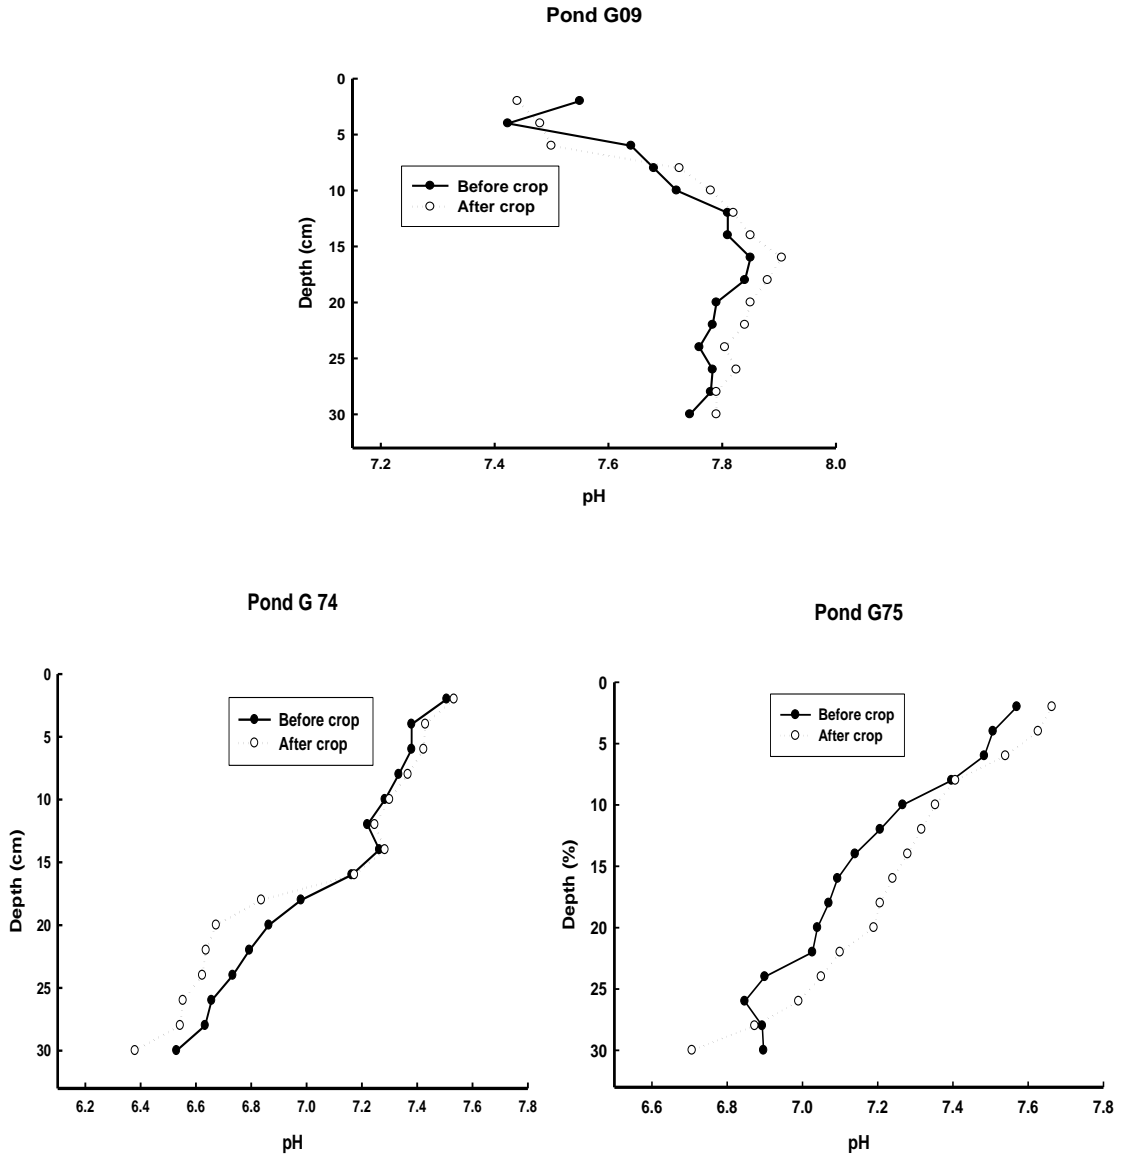 Pond G09
0
5
10
15
20
25
30
Depth (cm)
Before crop
After crop
7.2 7.4 7.6 7.8 8.0
pH
Pond G 74
0
5
10
15
20
25
30
Depth (cm)
Before crop
After crop
6.2 6.4 6.6 6.8 7.0 7.2 7.4 7.6 7.8
pH
Pond G75
0
5
10
15
20
25
30
Depth (%)
Before crop
After crop
6.6 6.8 7.0 7.2 7.4 7.6 7.8
pH